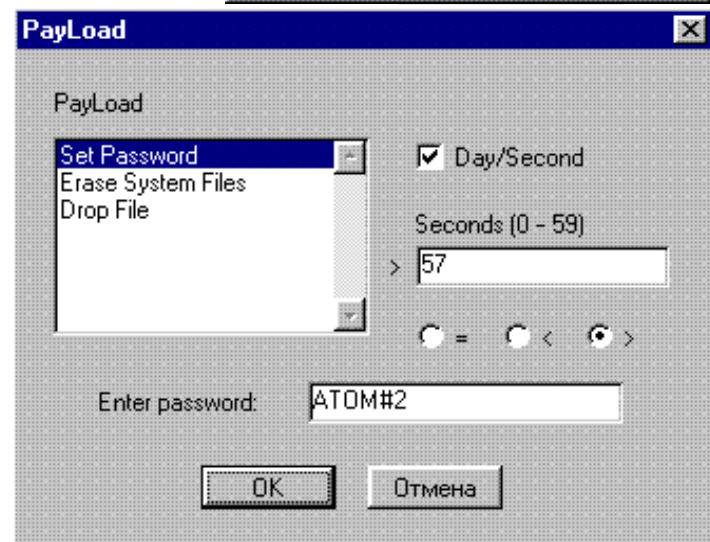 PayLoad
PayLoad
Set Password
Erase System Files
Drop File
Day/Second
Seconds (0 - 59)
> 57
= < >
Enter password: ATOM#2
OK Отмена